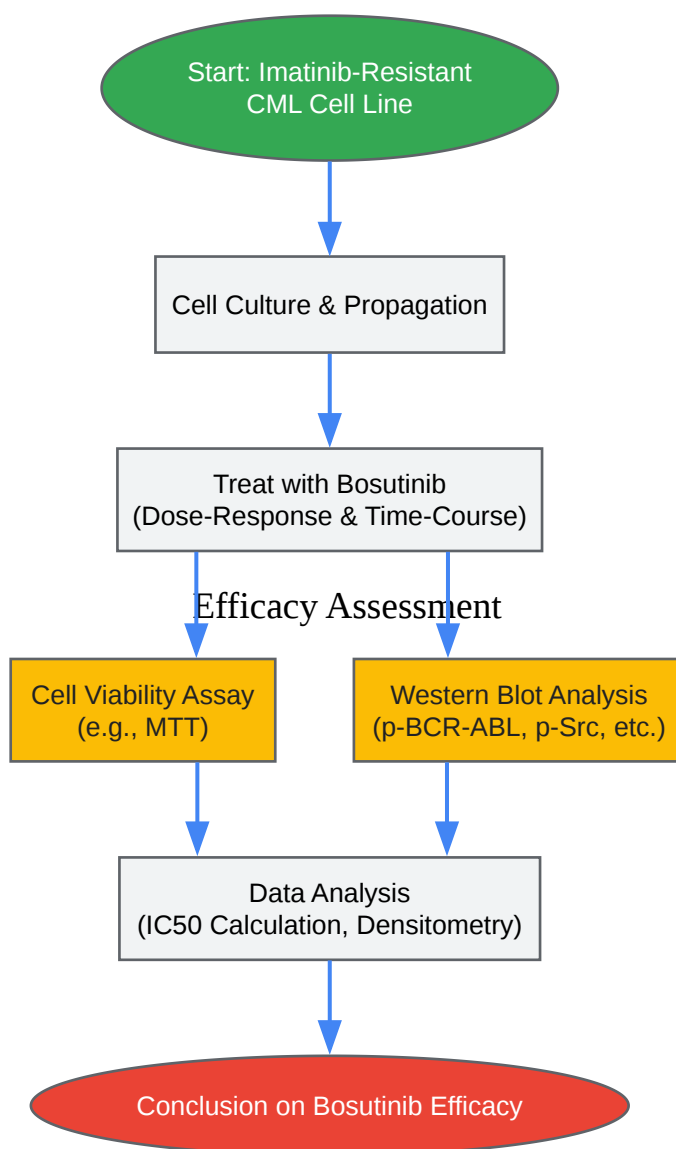 Start: Imatinib-Resistant
CML Cell Line
Cell Culture & Propagation
Treat with Bosutinib
(Dose-Response & Time-Course)
Efficacy Assessment
Cell Viability Assay
(e.g., MTT)
Western Blot Analysis
(p-BCR-ABL, p-Src, etc.)
Data Analysis
(IC50 Calculation, Densitometry)
Conclusion on Bosutinib Efficacy